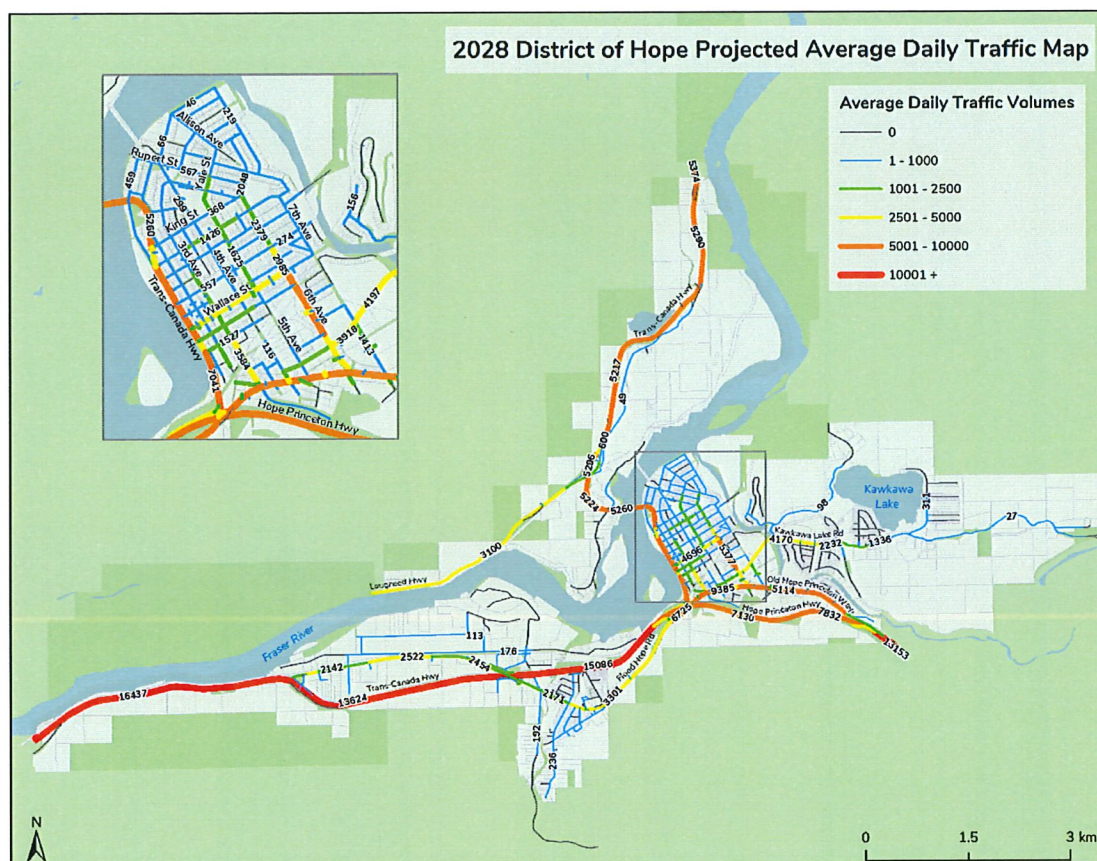 2028 District of Hope Projected Average Daily Traffic Map
Average Daily Traffic Volumes
0
1 - 1000
1001 - 2500
2501 - 5000
5001 - 10000
10001 +
46
219
Allison Ave
66
Rupert St
567
Yale St
459
299
2048
368
King St
5260
1426
2379
7th Ave
156
3rd Ave
4th Ave
1625
274
2985
557
Wallace St
Trans-Canada Hwy
6th Ave
4197
1527
5th Ave
3918
1413
3584
116
7041
Hope Princeton Hwy
5374
5290
Trans-Canada Hwy
5217
49
600
5206
5224
5260
3100
Lougheed Hwy
Kawkawa
Lake
311
98
27
Kawkawa Lake Rd
4170
2232
1336
4696
5377
9385
5114
Old Hope Princeton Way
Hope Princeton Hwy
6725
7130
7832
13153
Fraser River
113
176
2142
2522
2454
15086
Flood Hope Rd
Trans-Canada Hwy
16437
13624
2171
3301
192
236
N
0
1.5
3 km